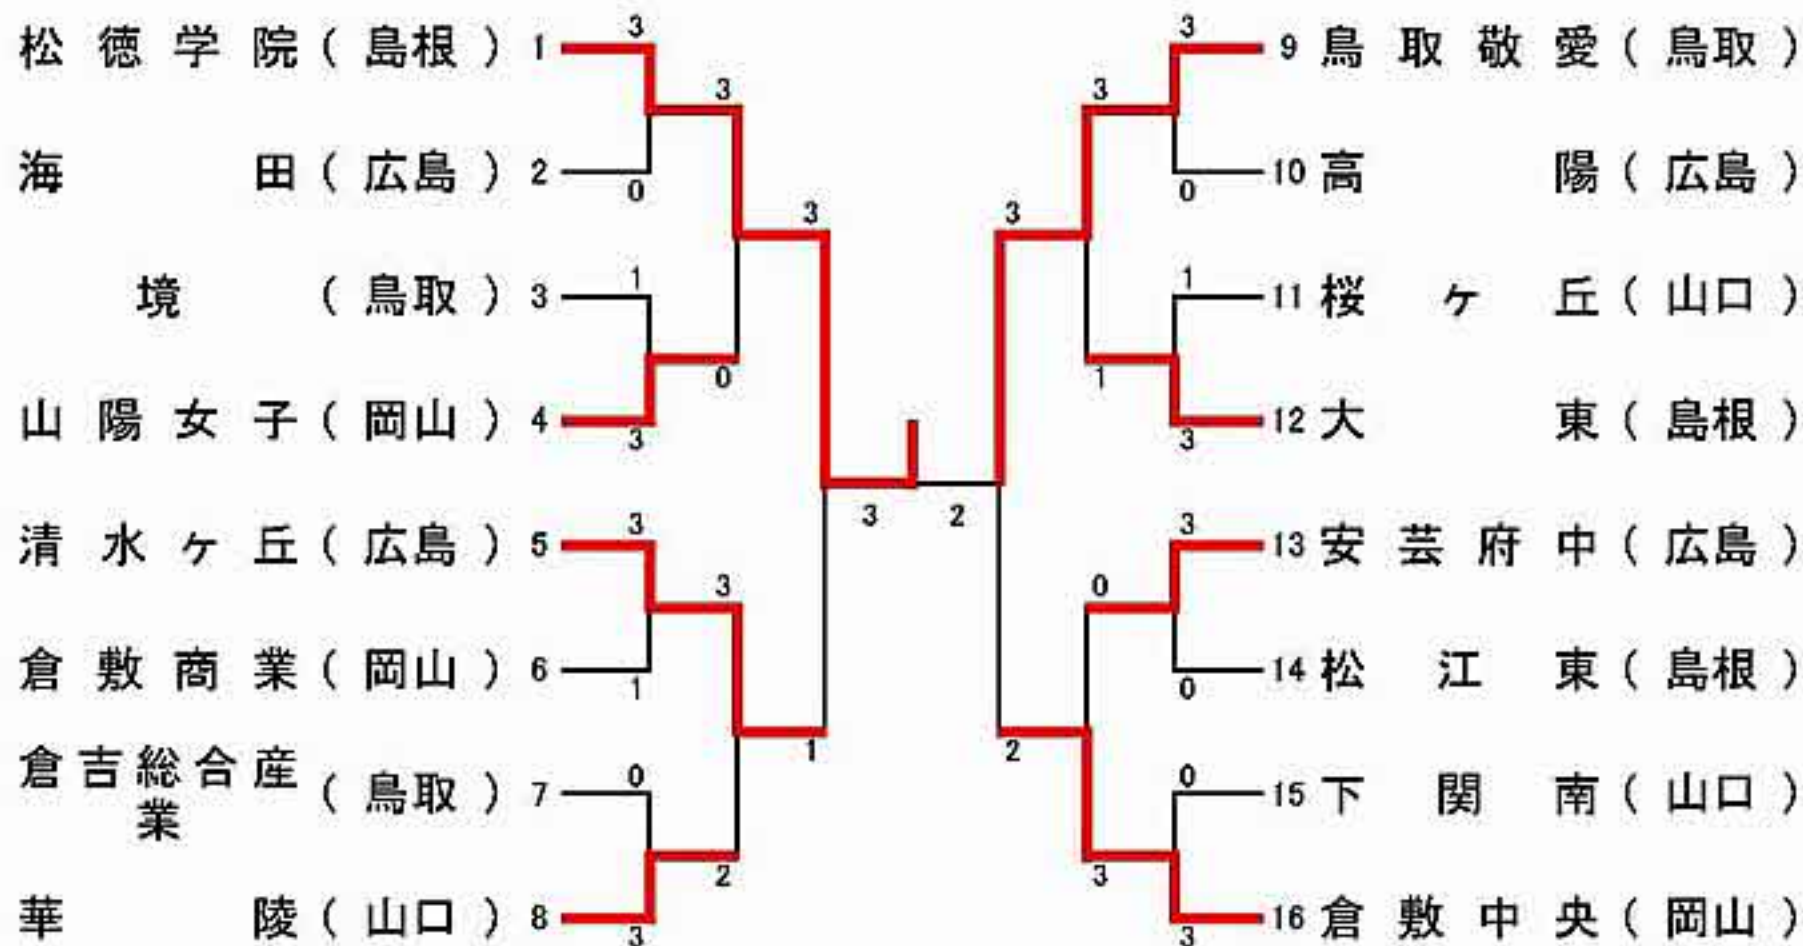 松徳学院(島根) 1
海田(広島) 2
境(鳥取) 3
山陽女子(岡山) 4
清水ヶ丘(広島) 5
倉敷商業(岡山) 6
倉吉総合産
業
(鳥取) 7
華陵(山口) 8
3
0
1
3
3
1
0
3
3
0
3
2
3
1
3
2
3
2
3
1
0
3
3
0
1
3
3
0
0
3
9 鳥取敬愛(鳥取)
10 高陽(広島)
11 桜ヶ丘(山口)
12 大東(島根)
13 安芸府中(広島)
14 松江東(島根)
15 下関南(山口)
16 倉敷中央(岡山)